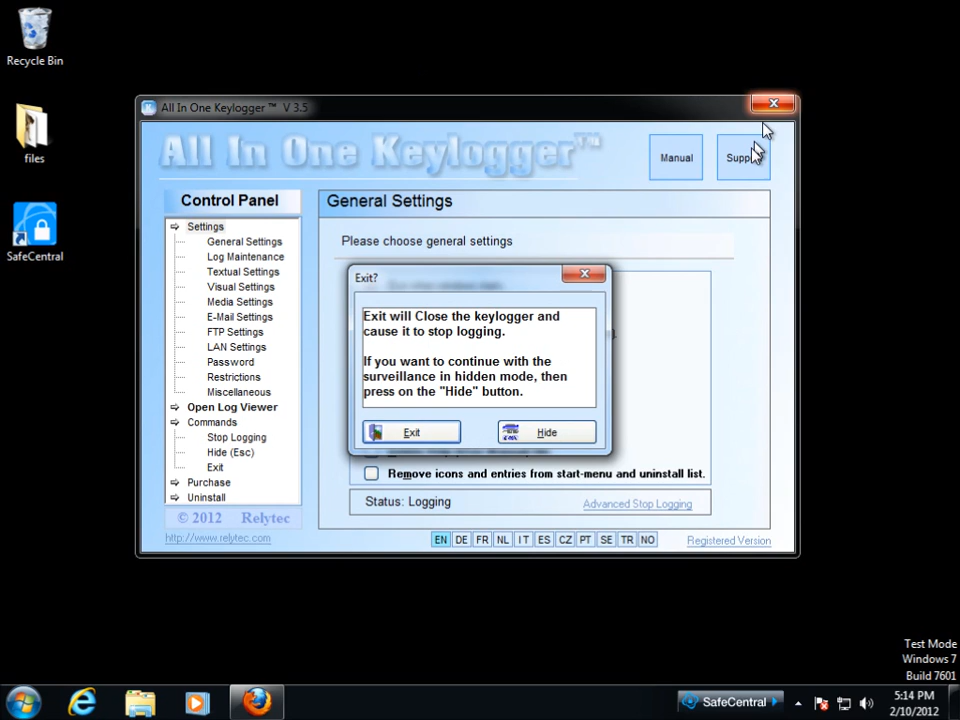 Recycle Bin
files
SafeCentral
All In One Keylogger ™ V 3.5
All In One Keylogger™
Manual
Control Panel
Settings
General Settings
Log Maintenance
Textual Settings
Visual Settings
Media Settings
E-Mail Settings
FTP Settings
LAN Settings
Password
Restrictions
Miscellaneous
Open Log Viewer
Commands
Stop Logging
Hide (Esc)
Exit
Purchase
Uninstall
© 2012 Relytec
http://www.relytec.com
General Settings
Please choose general settings
Exit?
Exit will Close the keylogger and
cause it to stop logging.
If you want to continue with the
surveillance in hidden mode, then
press on the "Hide" button.
Exit
Hide
Remove icons and entries from start-menu and uninstall list.
Status: Logging
Advanced Stop Logging
EN DE FR NL IT ES CZ PT SE TR NO
Registered Version
Test Mode
Windows 7
Build 7601
SafeCentral
5:14 PM
2/10/2012